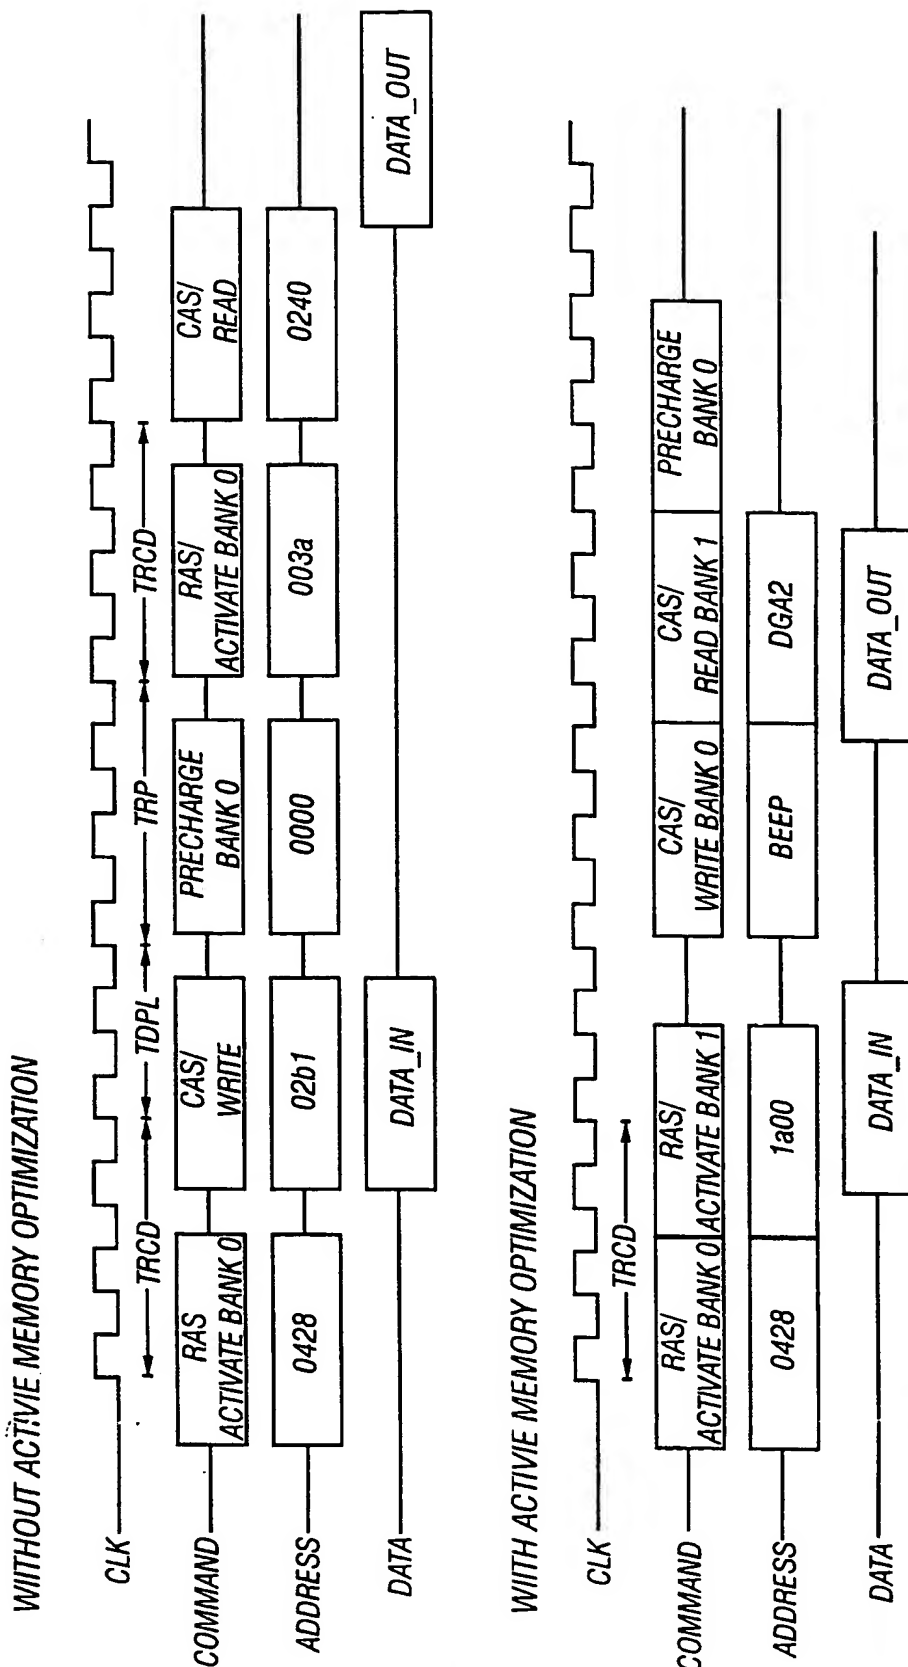 WIITHOUT ACTIVIE MEMORY OPTIMIZATION
CLK
TRCD
TDPL
TRP
TRCD
COMMAND
RAS
ACTIVATE BANK 0
CAS/
WRITE
PRECHARGE
BANK 0
RAS/
ACTIVATE BANK 0
CAS/
READ
ADDRESS
0428
02b1
0000
003a
0240
DATA
DATA_IN
DATA_OUT
WIITH ACTIVIE MEMORY OPTIMIZATION
CLK
TRCD
COMMAND
RAS/
ACTIVATE BANK 0
RAS/
ACTIVATE BANK 1
CAS/
WRITE BANK 0
CAS/
READ BANK 1
PRECHARGE
BANK 0
ADDRESS
0428
1a00
BEEP
DGA2
DATA
DATA_IN
DATA_OUT